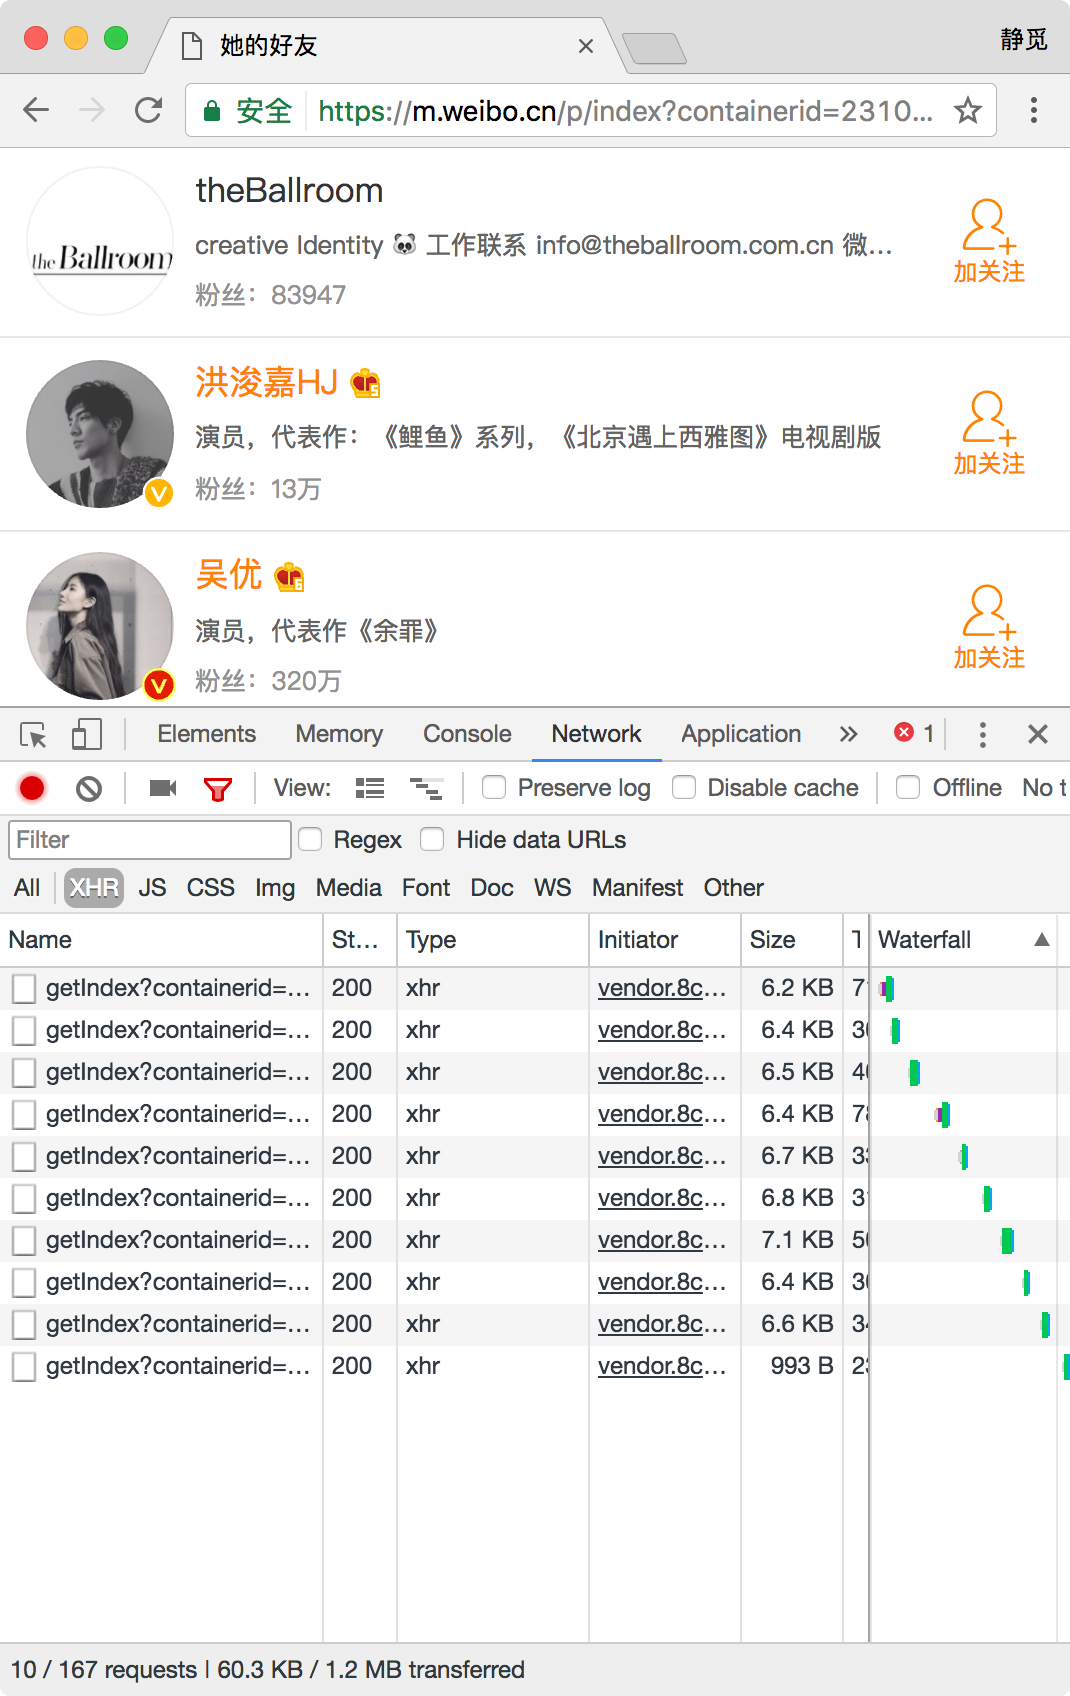 她的好友
静觅
安全 https://m.weibo.cn/p/index?containerid=2310...
theBallroom
the Ballroom
creative Identity 🐼 工作联系 info@theballroom.com.cn 微...
粉丝：83947
加关注
洪浚嘉HJ
演员，代表作：《鲤鱼》系列，《北京遇上西雅图》电视剧版
粉丝：13万
加关注
吴优
演员，代表作《余罪》
粉丝：320万
加关注
Elements Memory Console Network Application » 1
View: Preserve log Disable cache Offline No t
Filter Regex Hide data URLs
All XHR JS CSS Img Media Font Doc WS Manifest Other
Name St... Type Initiator Size T Waterfall
getIndex?containerid=... 200 xhr vendor.8c... 6.2 KB 7
getIndex?containerid=... 200 xhr vendor.8c... 6.4 KB 3
getIndex?containerid=... 200 xhr vendor.8c... 6.5 KB 4
getIndex?containerid=... 200 xhr vendor.8c... 6.4 KB 7
getIndex?containerid=... 200 xhr vendor.8c... 6.7 KB 3
getIndex?containerid=... 200 xhr vendor.8c... 6.8 KB 3
getIndex?containerid=... 200 xhr vendor.8c... 7.1 KB 5
getIndex?containerid=... 200 xhr vendor.8c... 6.4 KB 3
getIndex?containerid=... 200 xhr vendor.8c... 6.6 KB 3
getIndex?containerid=... 200 xhr vendor.8c... 993 B 2
10 / 167 requests | 60.3 KB / 1.2 MB transferred